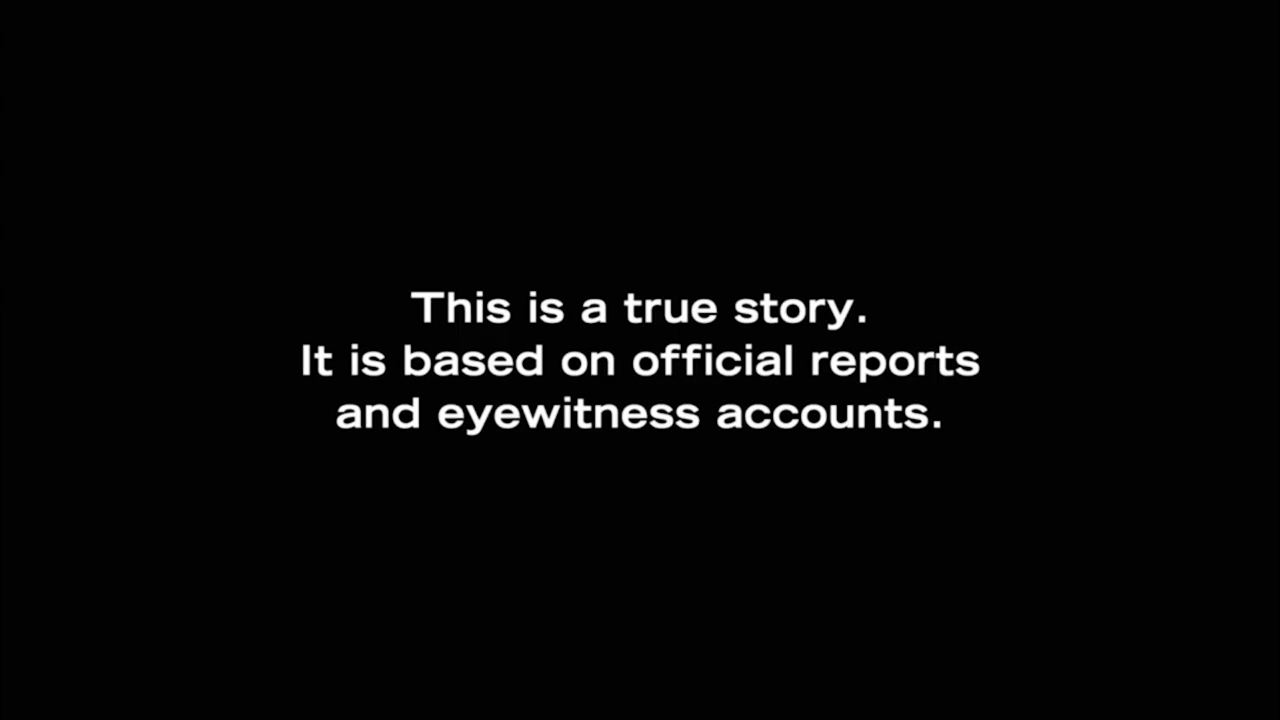 This is a true story.
It is based on official reports
and eyewitness accounts.